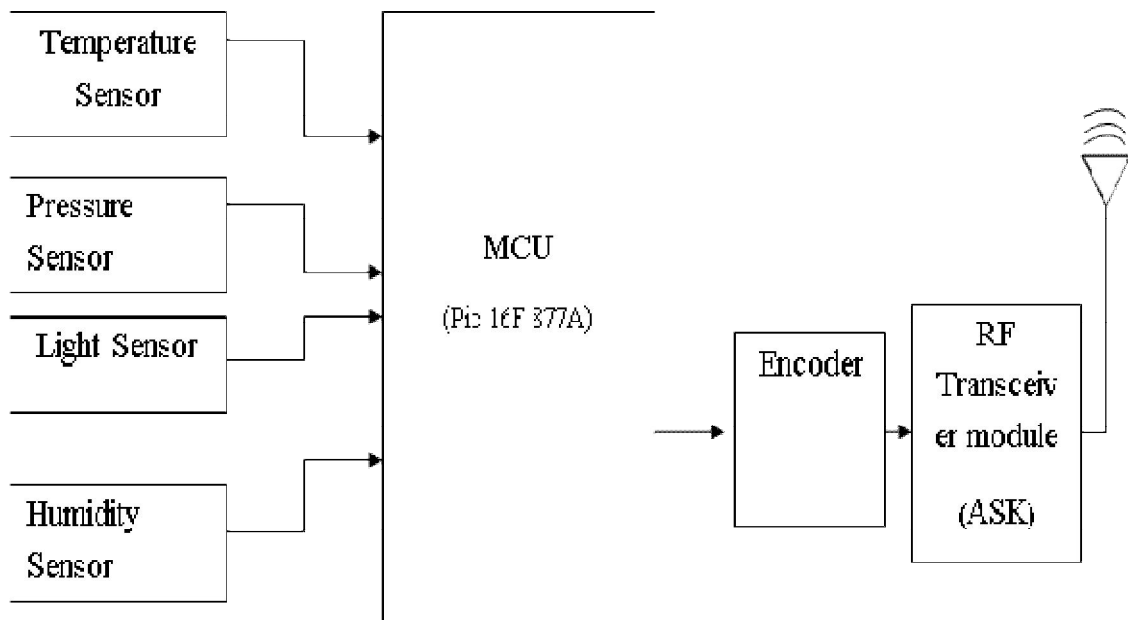 Temperature
Sensor
Pressure
Sensor
Light Sensor
Humidity
Sensor
MCU
(Pic 16F 877A)
Encoder
RF
Transceiv
er module
(ASK)